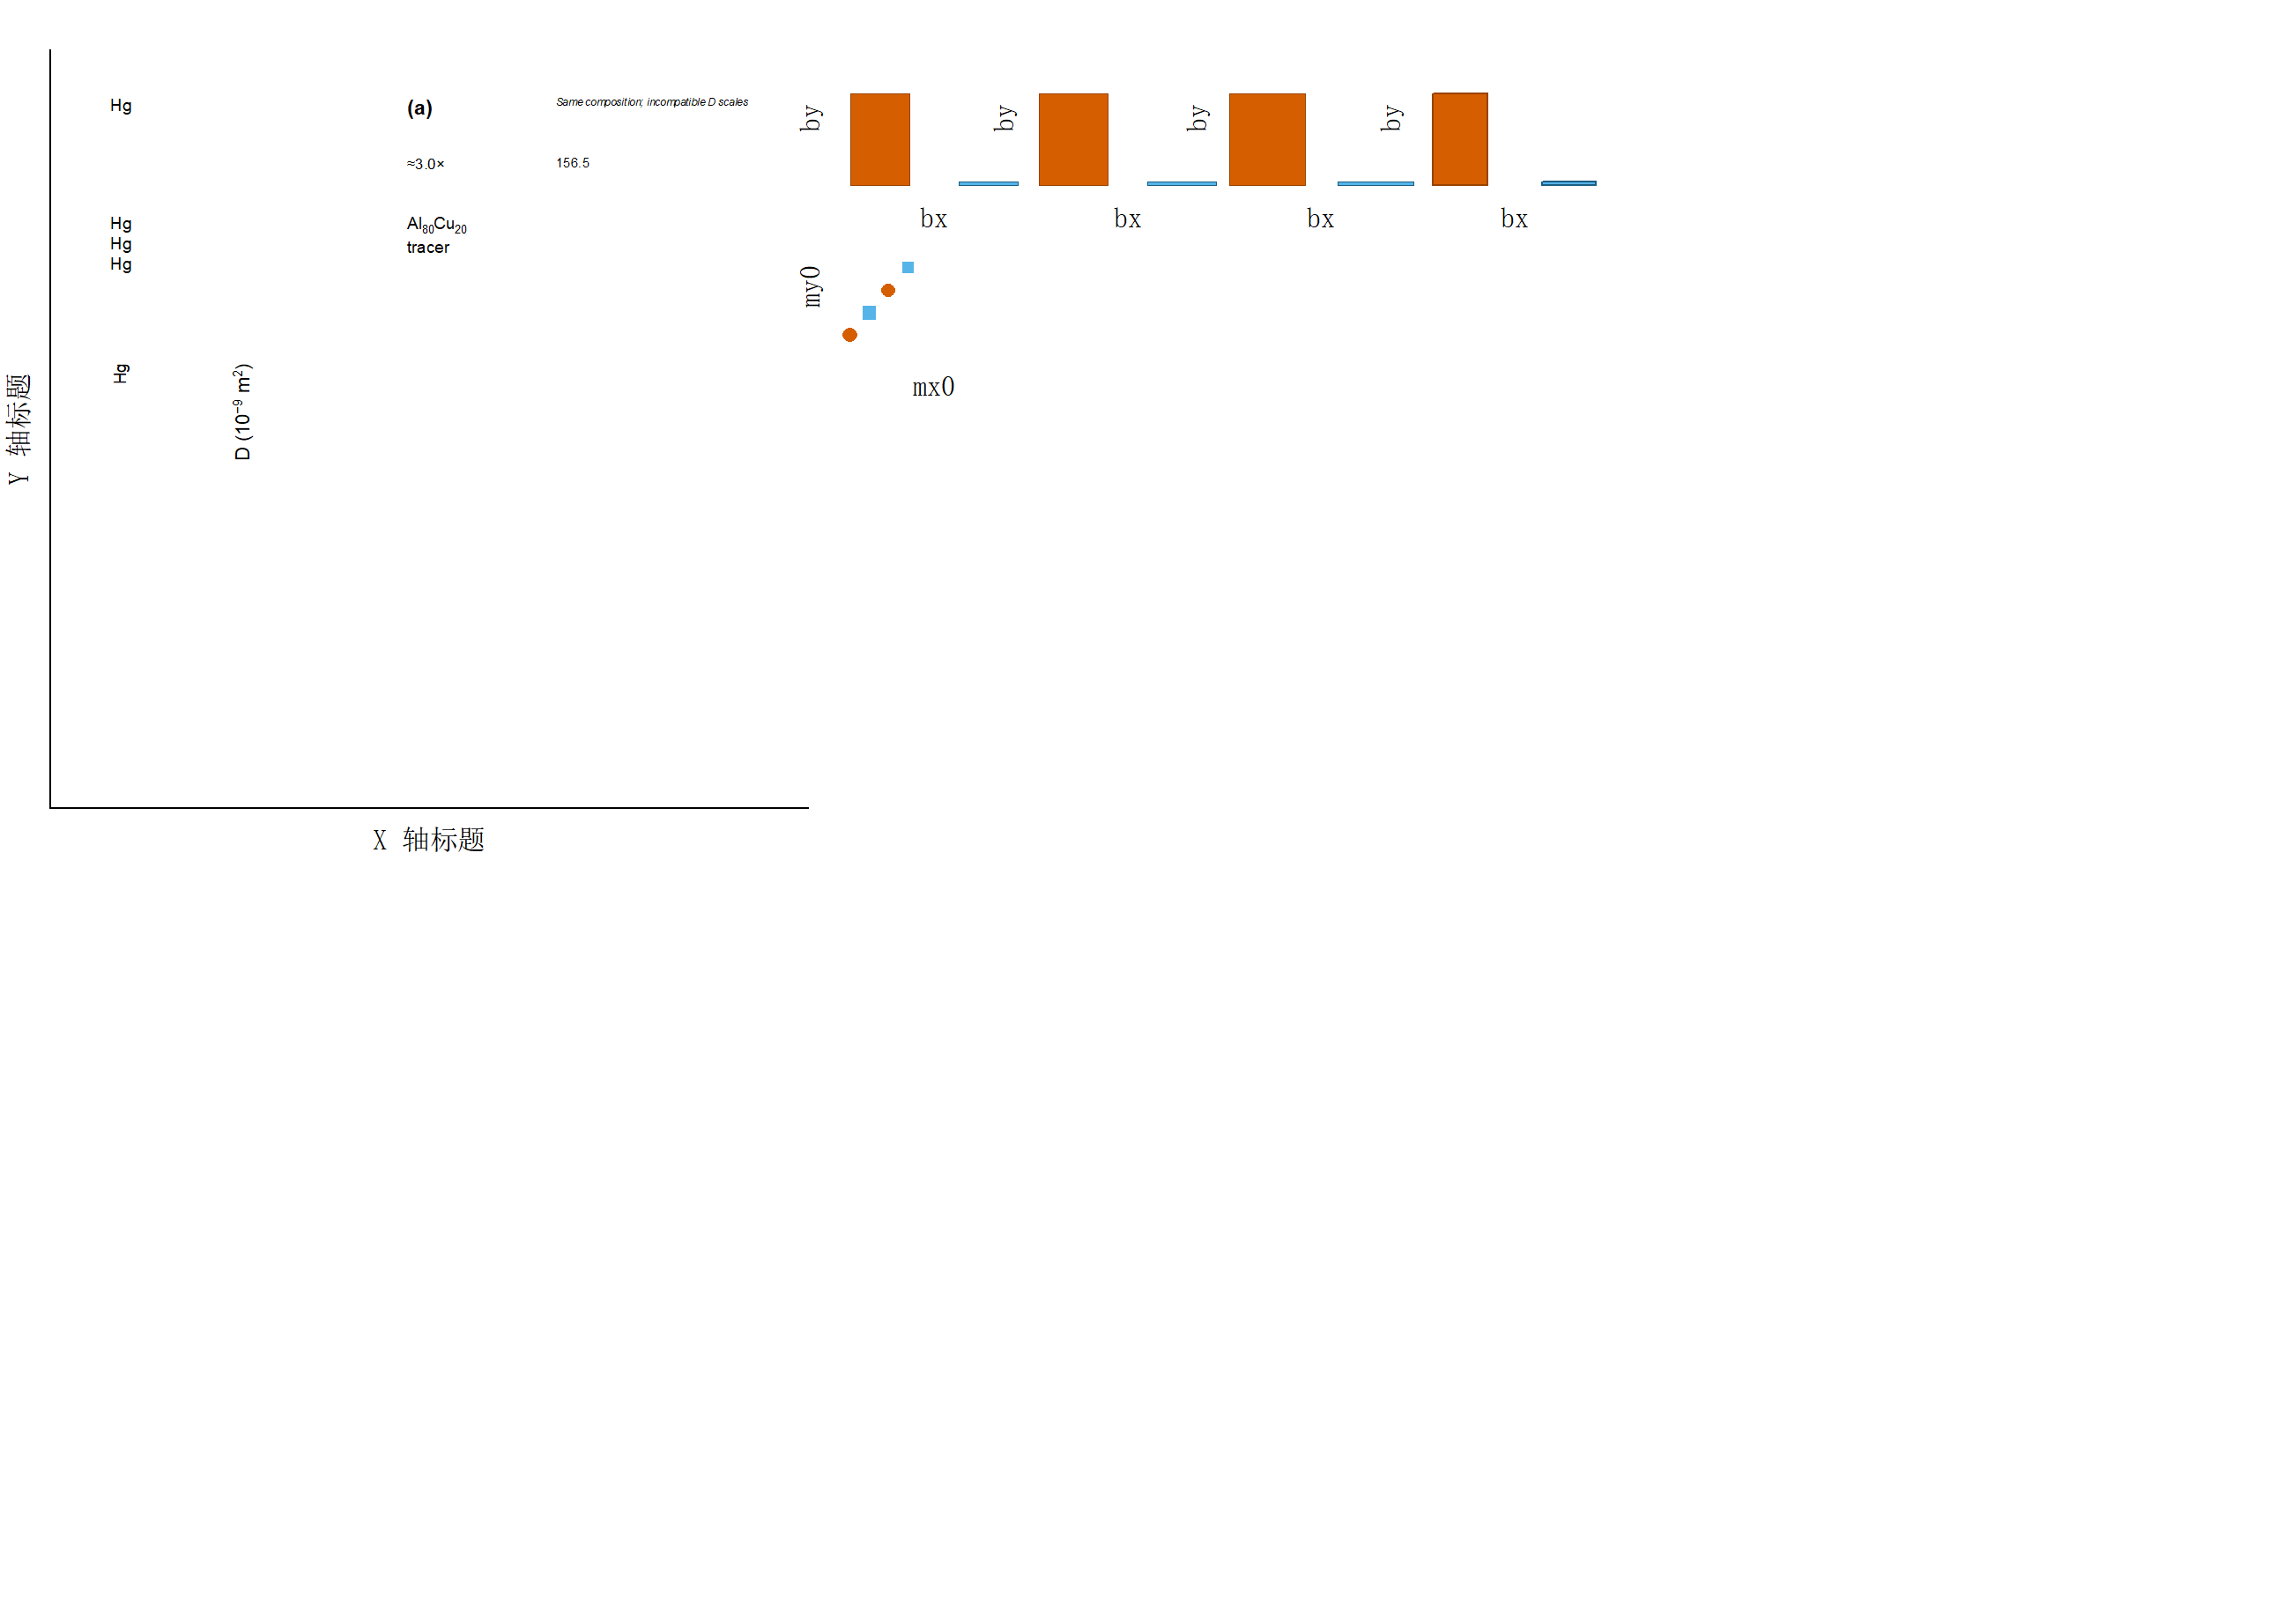 Hg
(a)
Same composition; incompatible D scales
by
by
by
by
≈3.0×
156.5
bx
bx
bx
bx
Hg
Hg
Hg
Al₈₀Cu₂₀
tracer
my0
mx0
Hg
D (10⁻⁹ m²)
Y 轴标题
X 轴标题